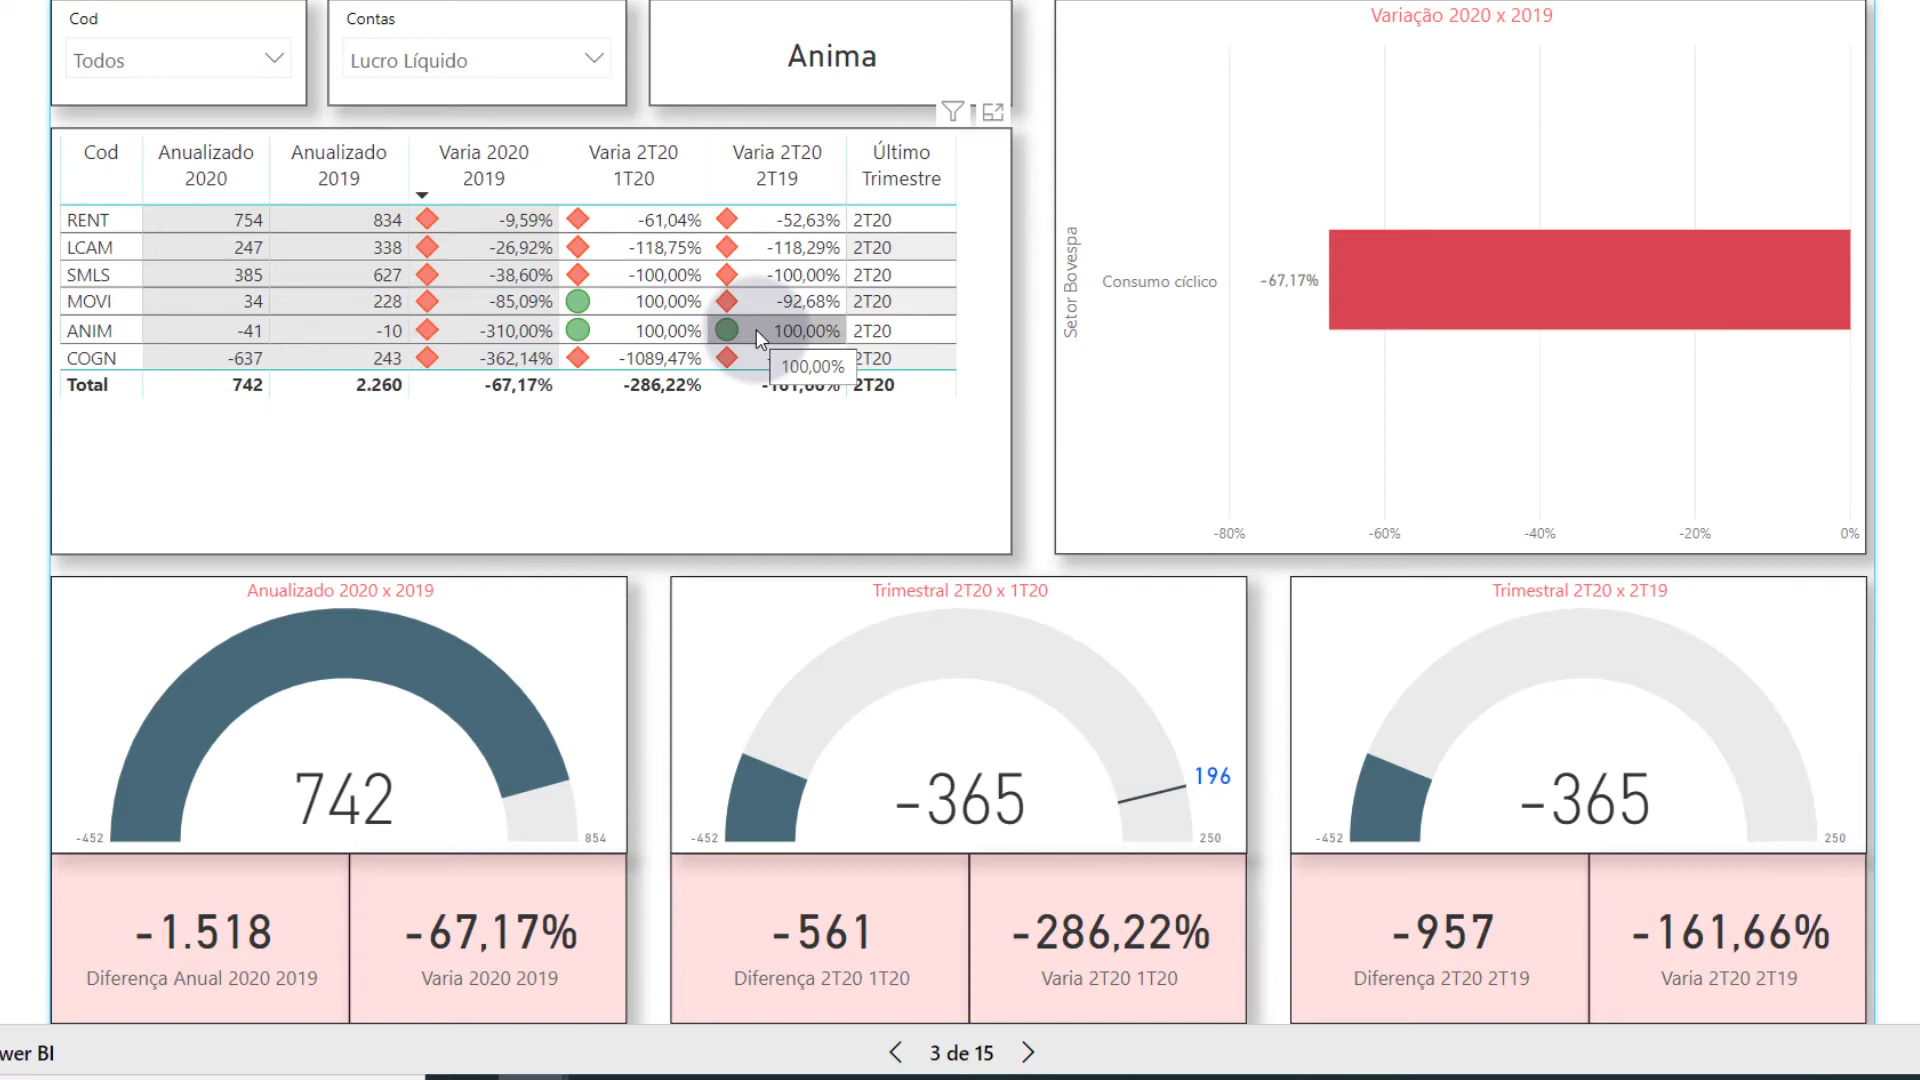 Cod
Todos
Contas
Lucro Líquido
Anima
Cod Anualizado 2020 Anualizado 2019 Varia 2020 2019 Varia 2T20 1T20 Varia 2T20 2T19 Último Trimestre
RENT 754 834 -9,59% -61,04% -52,63% 2T20
LCAM 247 338 -26,92% -118,75% -118,29% 2T20
SMLS 385 627 -38,60% -100,00% -100,00% 2T20
MOVI 34 228 -85,09% 100,00% -92,68% 2T20
ANIM -41 -10 -310,00% 100,00% 100,00% 2T20
COGN -637 243 -362,14% -1089,47% 2T20
100,00%
Total 742 2.260 -67,17% -286,22% -161,66% 2T20
Variação 2020 x 2019
Setor Bovespa
Consumo cíclico
-67,17%
-80% -60% -40% -20% 0%
Anualizado 2020 x 2019
742
-452 854
-1.518
Diferença Anual 2020 2019
-67,17%
Varia 2020 2019
Trimestral 2T20 x 1T20
196
-365
-452 250
-561
Diferença 2T20 1T20
-286,22%
Varia 2T20 1T20
Trimestral 2T20 x 2T19
-365
-452 250
-957
Diferença 2T20 2T19
-161,66%
Varia 2T20 2T19
wer BI
3 de 15